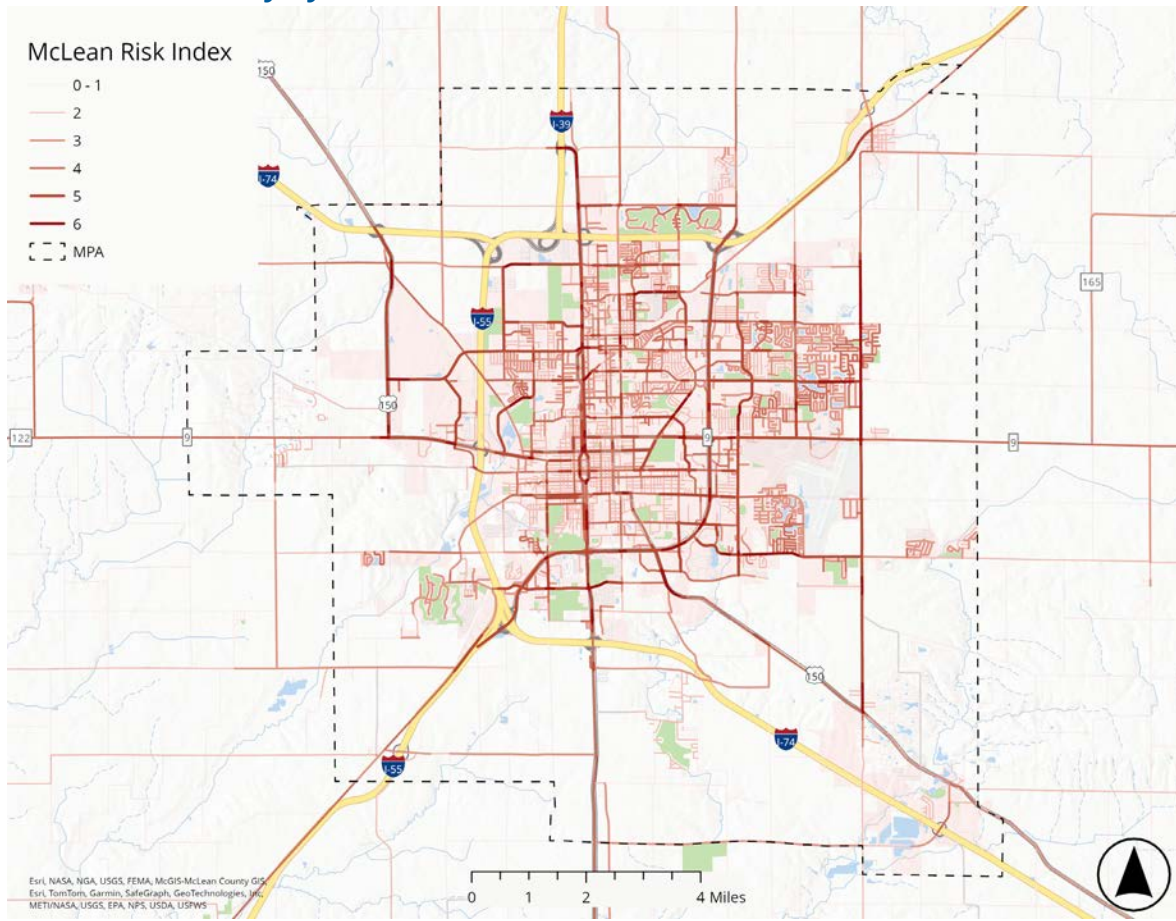 McLean Risk Index
0 - 1
2
3
4
5
6
MPA
150
I-39
I-74
I-55
165
150
122
9
9
9
150
I-74
I-55
0 1 2 4 Miles
Esri, NASA, NGA, USGS, FEMA, McGIS-McLean County GIS,
Esri, TomTom, Garmin, SafeGraph, GeoTechnologies, Inc,
METI/NASA, USGS, EPA, NPS, USDA, USFWS